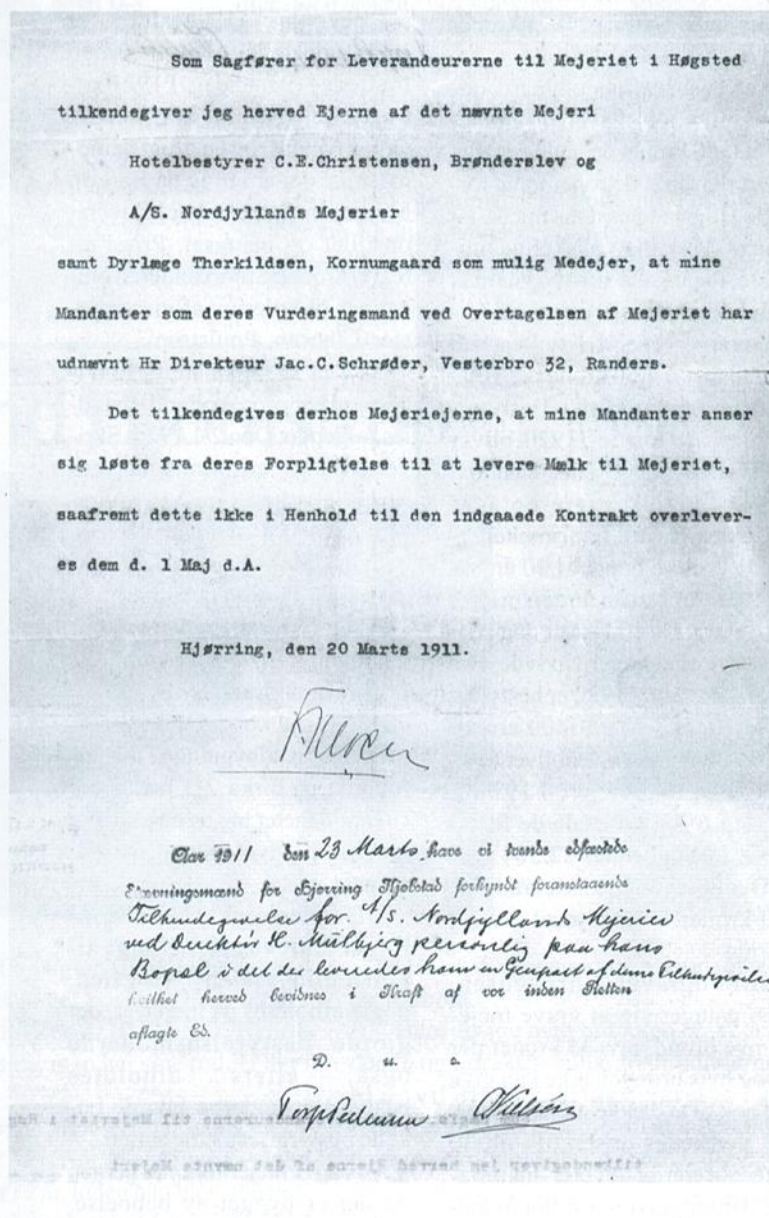 Som Sagfører for Leverandeurerne til Mejeriet i Høgsted
tilkendegiver jeg herved Ejerne af det nævnte Mejeri
Hotelbestyrer C.E.Christensen, Brønderslev og
A/S. Nordjyllands Mejerier
samt Dyrlæge Therkildsen, Kornumgaard som mulig Medejer, at mine
Mandanter som deres Vurderingsmand ved Overtagelsen af Mejeriet har
udnævnt Hr Direkteur Jac.C.Schrøder, Vesterbro 32, Randers.
Det tilkendegives derhos Mejeriejerne, at mine Mandanter anser
sig løste fra deres Forpligtelse til at levere Mælk til Mejeriet,
saafremt dette ikke i Henhold til den indgaaede Kontrakt overlever-
es dem d. 1 Maj d.A.
Hjørring, den 20 Marts 1911.
Aar 1911 den 23 Marts have vi tvende edfæstede
Stævningsmænd for Hjørring Kjøbstad forkyndt foranstaaende
Tilkendegivelse for A/S. Nordjyllands Mejerier
ved Direktør H. Mülbjerg personlig paa hans
Bopæl idet der leveredes ham en Genpart af denne Tilkendegivelse
hvilket herved bevidnes i Kraft af vor inden Retten
aflagte Ed.
D. u. s.
Torp Pedersen Nielsen